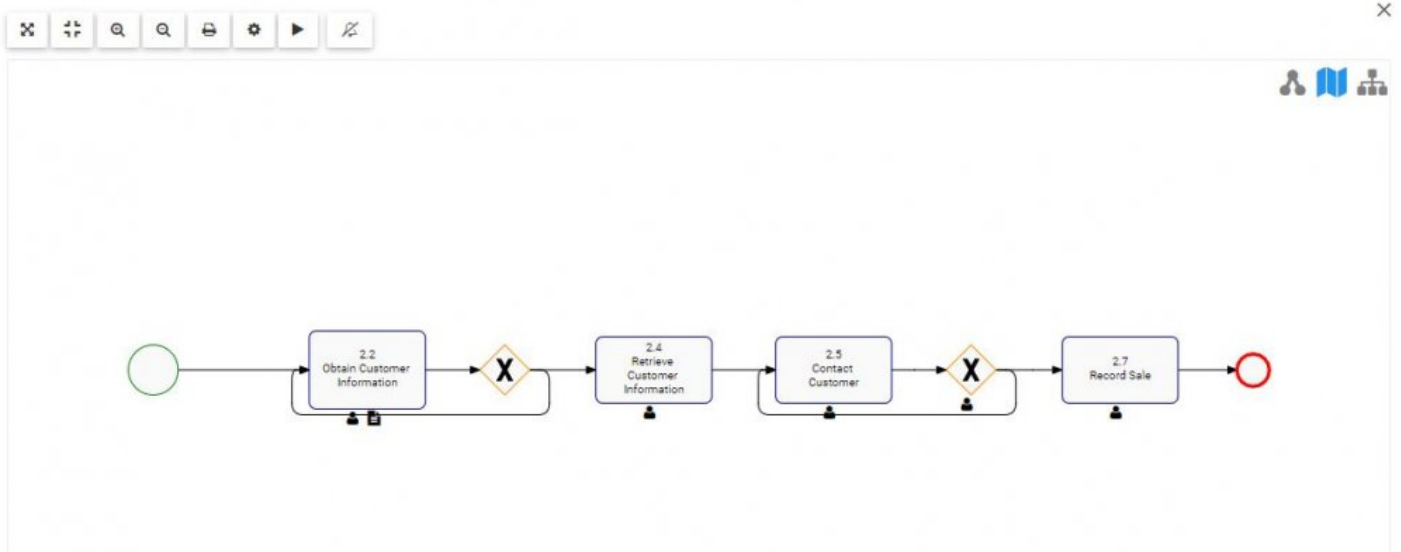 2.2
Obtain Customer
Information
X
2.4
Retrieve
Customer
Information
2.5
Contact
Customer
X
2.7
Record Sale